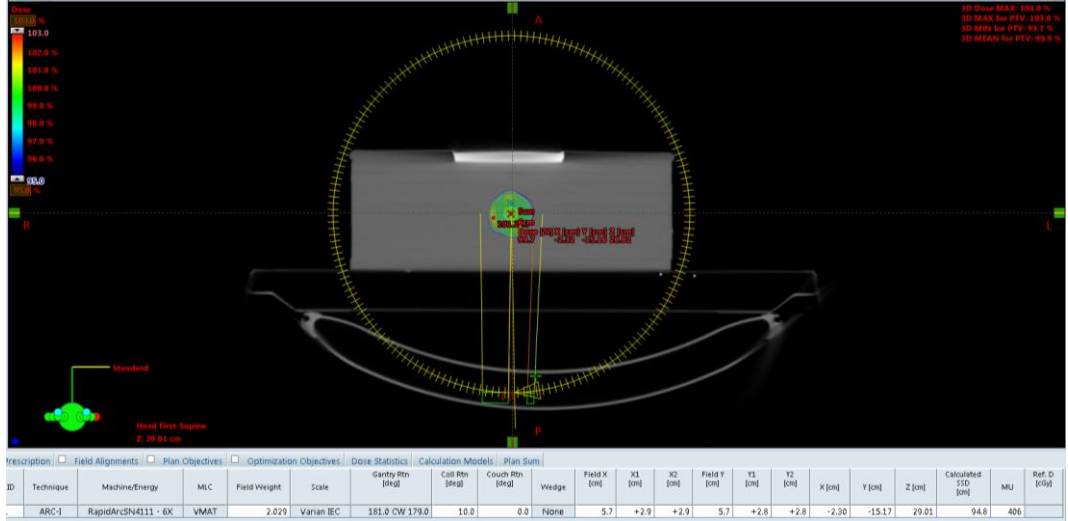 Dose
103.0 %
103.0
102.0 %
101.0 %
100.0 %
99.0 %
98.0 %
97.0 %
96.0 %
95.0
95.0 %
A
3D Dose MAX: 103.0 %
3D MAX for PTV: 103.0 %
3D MIN for PTV: 93.7 %
3D MEAN for PTV: 99.9 %
R
L
Dose [%] X [cm] Y [cm] Z [cm]
P
Standard
Head First-Supine
Z: 29.01 cm
Prescription Field Alignments Plan Objectives Optimization Objectives Dose Statistics Calculation Models Plan Sum
ID Technique Machine/Energy MLC Field Weight Scale Gantry Rtn [deg] Coll Rtn [deg] Couch Rtn [deg] Wedge Field X [cm] X1 [cm] X2 [cm] Field Y [cm] Y1 [cm] Y2 [cm] X [cm] Y [cm] Z [cm] Calculated SSD [cm] MU Ref. D [cGy]
ARC-I RapidArcSN4111 - 6X VMAT 2.029 Varian IEC 181.0 CW 179.0 10.0 0.0 None 5.7 +2.9 +2.9 5.7 +2.8 +2.8 -2.30 -15.17 29.01 94.8 406